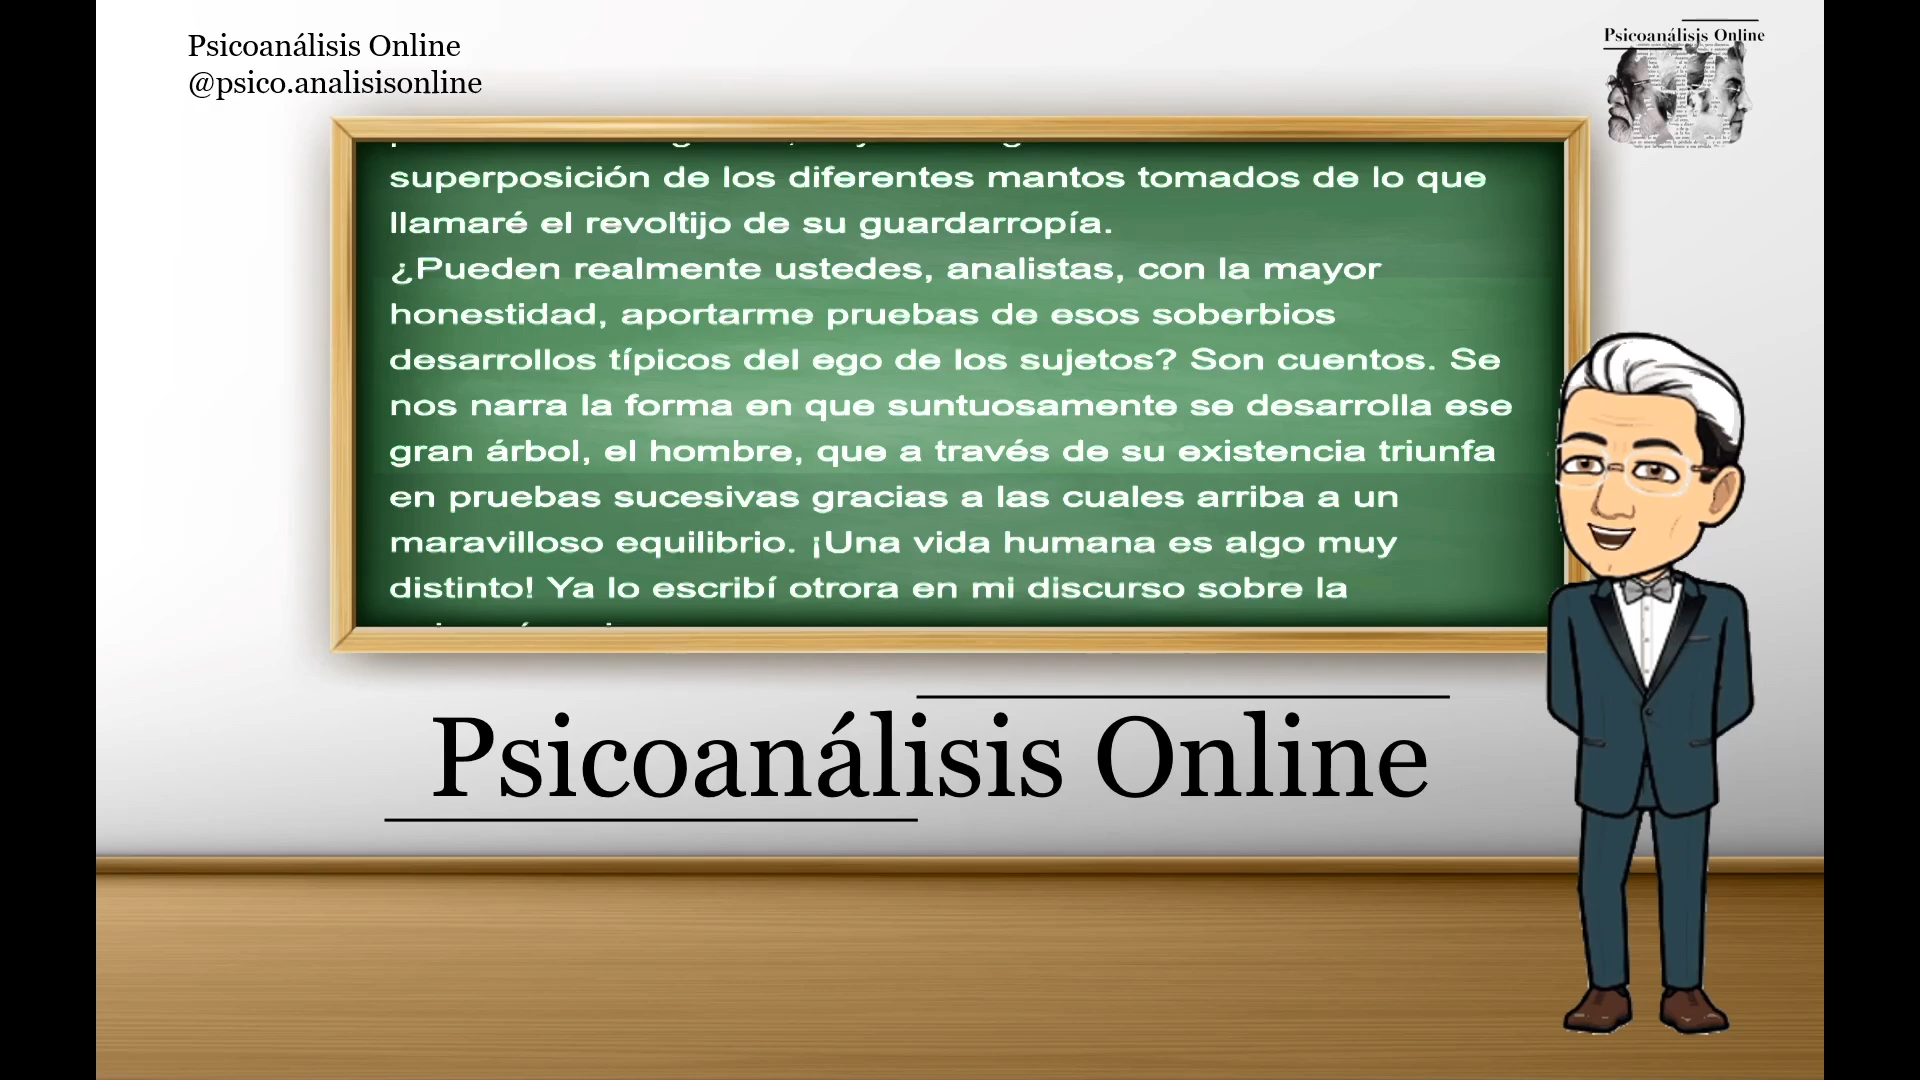 Psicoanálisis Online
@psico.analisisonline
Psicoanálisis Online
superposición de los diferentes mantos tomados de lo que
llamaré el revoltijo de su guardarropía.
¿Pueden realmente ustedes, analistas, con la mayor
honestidad, aportarme pruebas de esos soberbios
desarrollos típicos del ego de los sujetos? Son cuentos. Se
nos narra la forma en que suntuosamente se desarrolla ese
gran árbol, el hombre, que a través de su existencia triunfa
en pruebas sucesivas gracias a las cuales arriba a un
maravilloso equilibrio. ¡Una vida humana es algo muy
distinto! Ya lo escribí otrora en mi discurso sobre la
Psicoanálisis Online